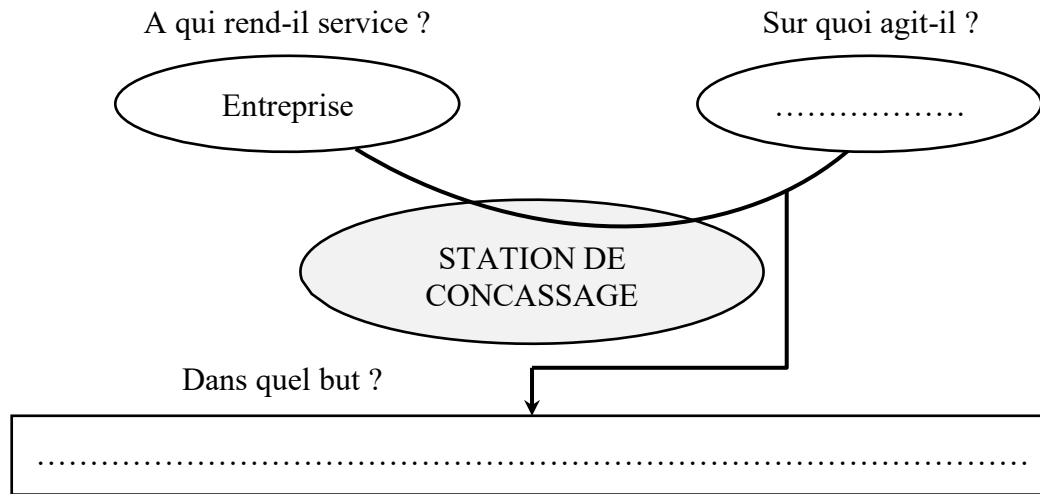 A qui rend-il service ?
Sur quoi agit-il ?
Entreprise
………………
STATION DE
CONCASSAGE
Dans quel but ?
……………………………………………………………………………………